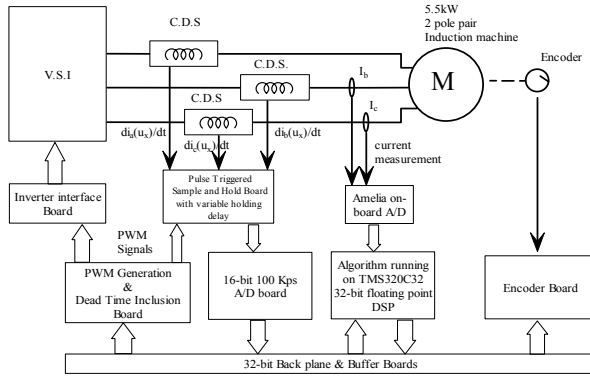 5.5kW
2 pole pair
Induction machine
C.D.S
V.S.I
C.D.S.
Encoder
M
I_b
C.D.S
I_c
di_a(u_x)/dt
di_c(u_x)/dt
di_b(u_x)/dt
current
measurement
Inverter interface
Board
Pulse Triggered
Sample and Hold Board
with variable holding
delay
Amelia on-
board A/D
PWM
Signals
PWM Generation
&
Dead Time Inclusion
Board
16-bit 100 Kps
A/D board
Algorithm running
on TMS320C32
32-bit floating point
DSP
Encoder Board
32-bit Back plane & Buffer Boards